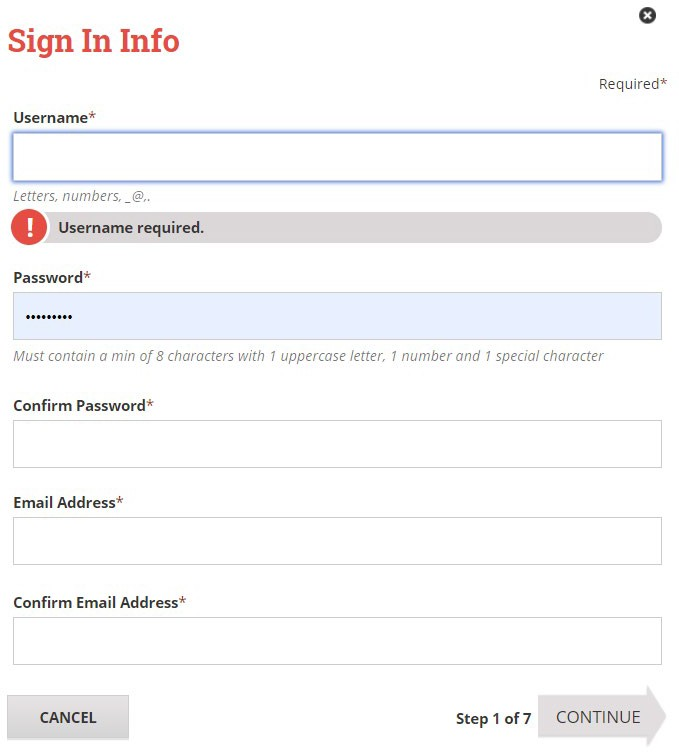 Sign In Info
Required*
Username*
Letters, numbers, _@,.
! Username required.
Password*
•••••••••
Must contain a min of 8 characters with 1 uppercase letter, 1 number and 1 special character
Confirm Password*
Email Address*
Confirm Email Address*
CANCEL Step 1 of 7 CONTINUE